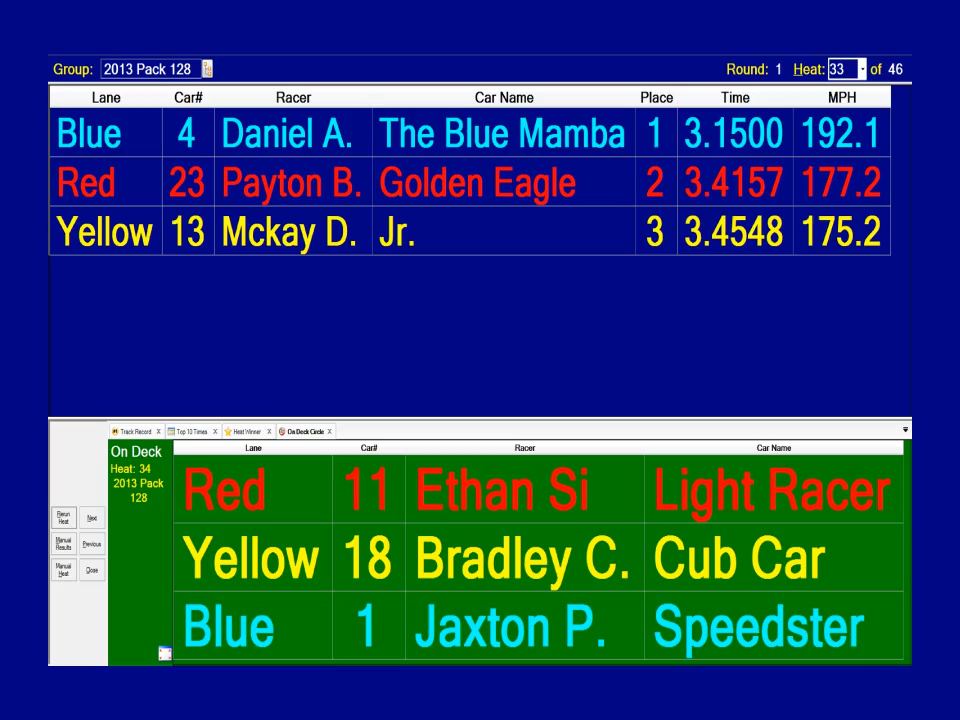 Group: 2013 Pack 128 Round: 1 Heat: 33 of 46
Lane Car# Racer Car Name Place Time MPH
Blue 4 Daniel A. The Blue Mamba 1 3.1500 192.1
Red 23 Payton B. Golden Eagle 2 3.4157 177.2
Yellow 13 Mckay D. Jr. 3 3.4548 175.2
Track Record X Top 10 Times X Heat Winner X On Deck Circle X
On Deck
Heat: 34
2013 Pack
128
Lane Car# Racer Car Name
Red 11 Ethan Si Light Racer
Yellow 18 Bradley C. Cub Car
Blue 1 Jaxton P. Speedster
Rerun
Heat
Next
Manual
Results
Previous
Manual
Heat
Close